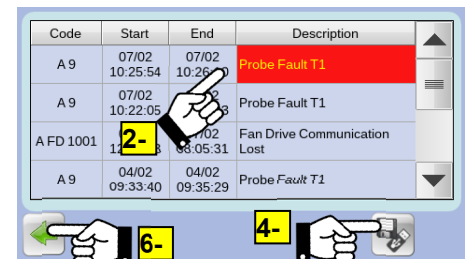 Code Start End Description
A 9 07/02 07/02 Probe Fault T1
10:25:54
A 9 07/02 Probe Fault T1
10:22:05
A FD 1001 Fan Drive Communication
Lost
2-
A 9 04/02 04/02 Probe Fault T1
09:33:40 09:35:29
6-
4-